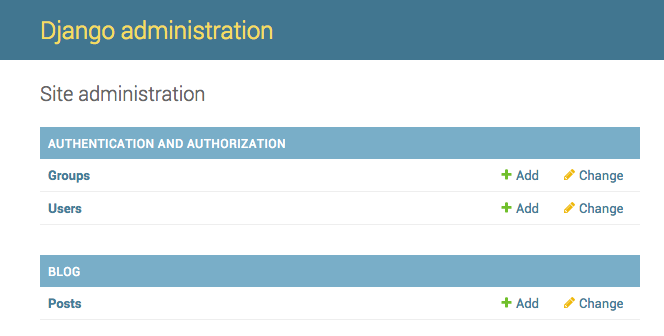 Django administration
Site administration
AUTHENTICATION AND AUTHORIZATION
Groups Add Change
Users Add Change
BLOG
Posts Add Change